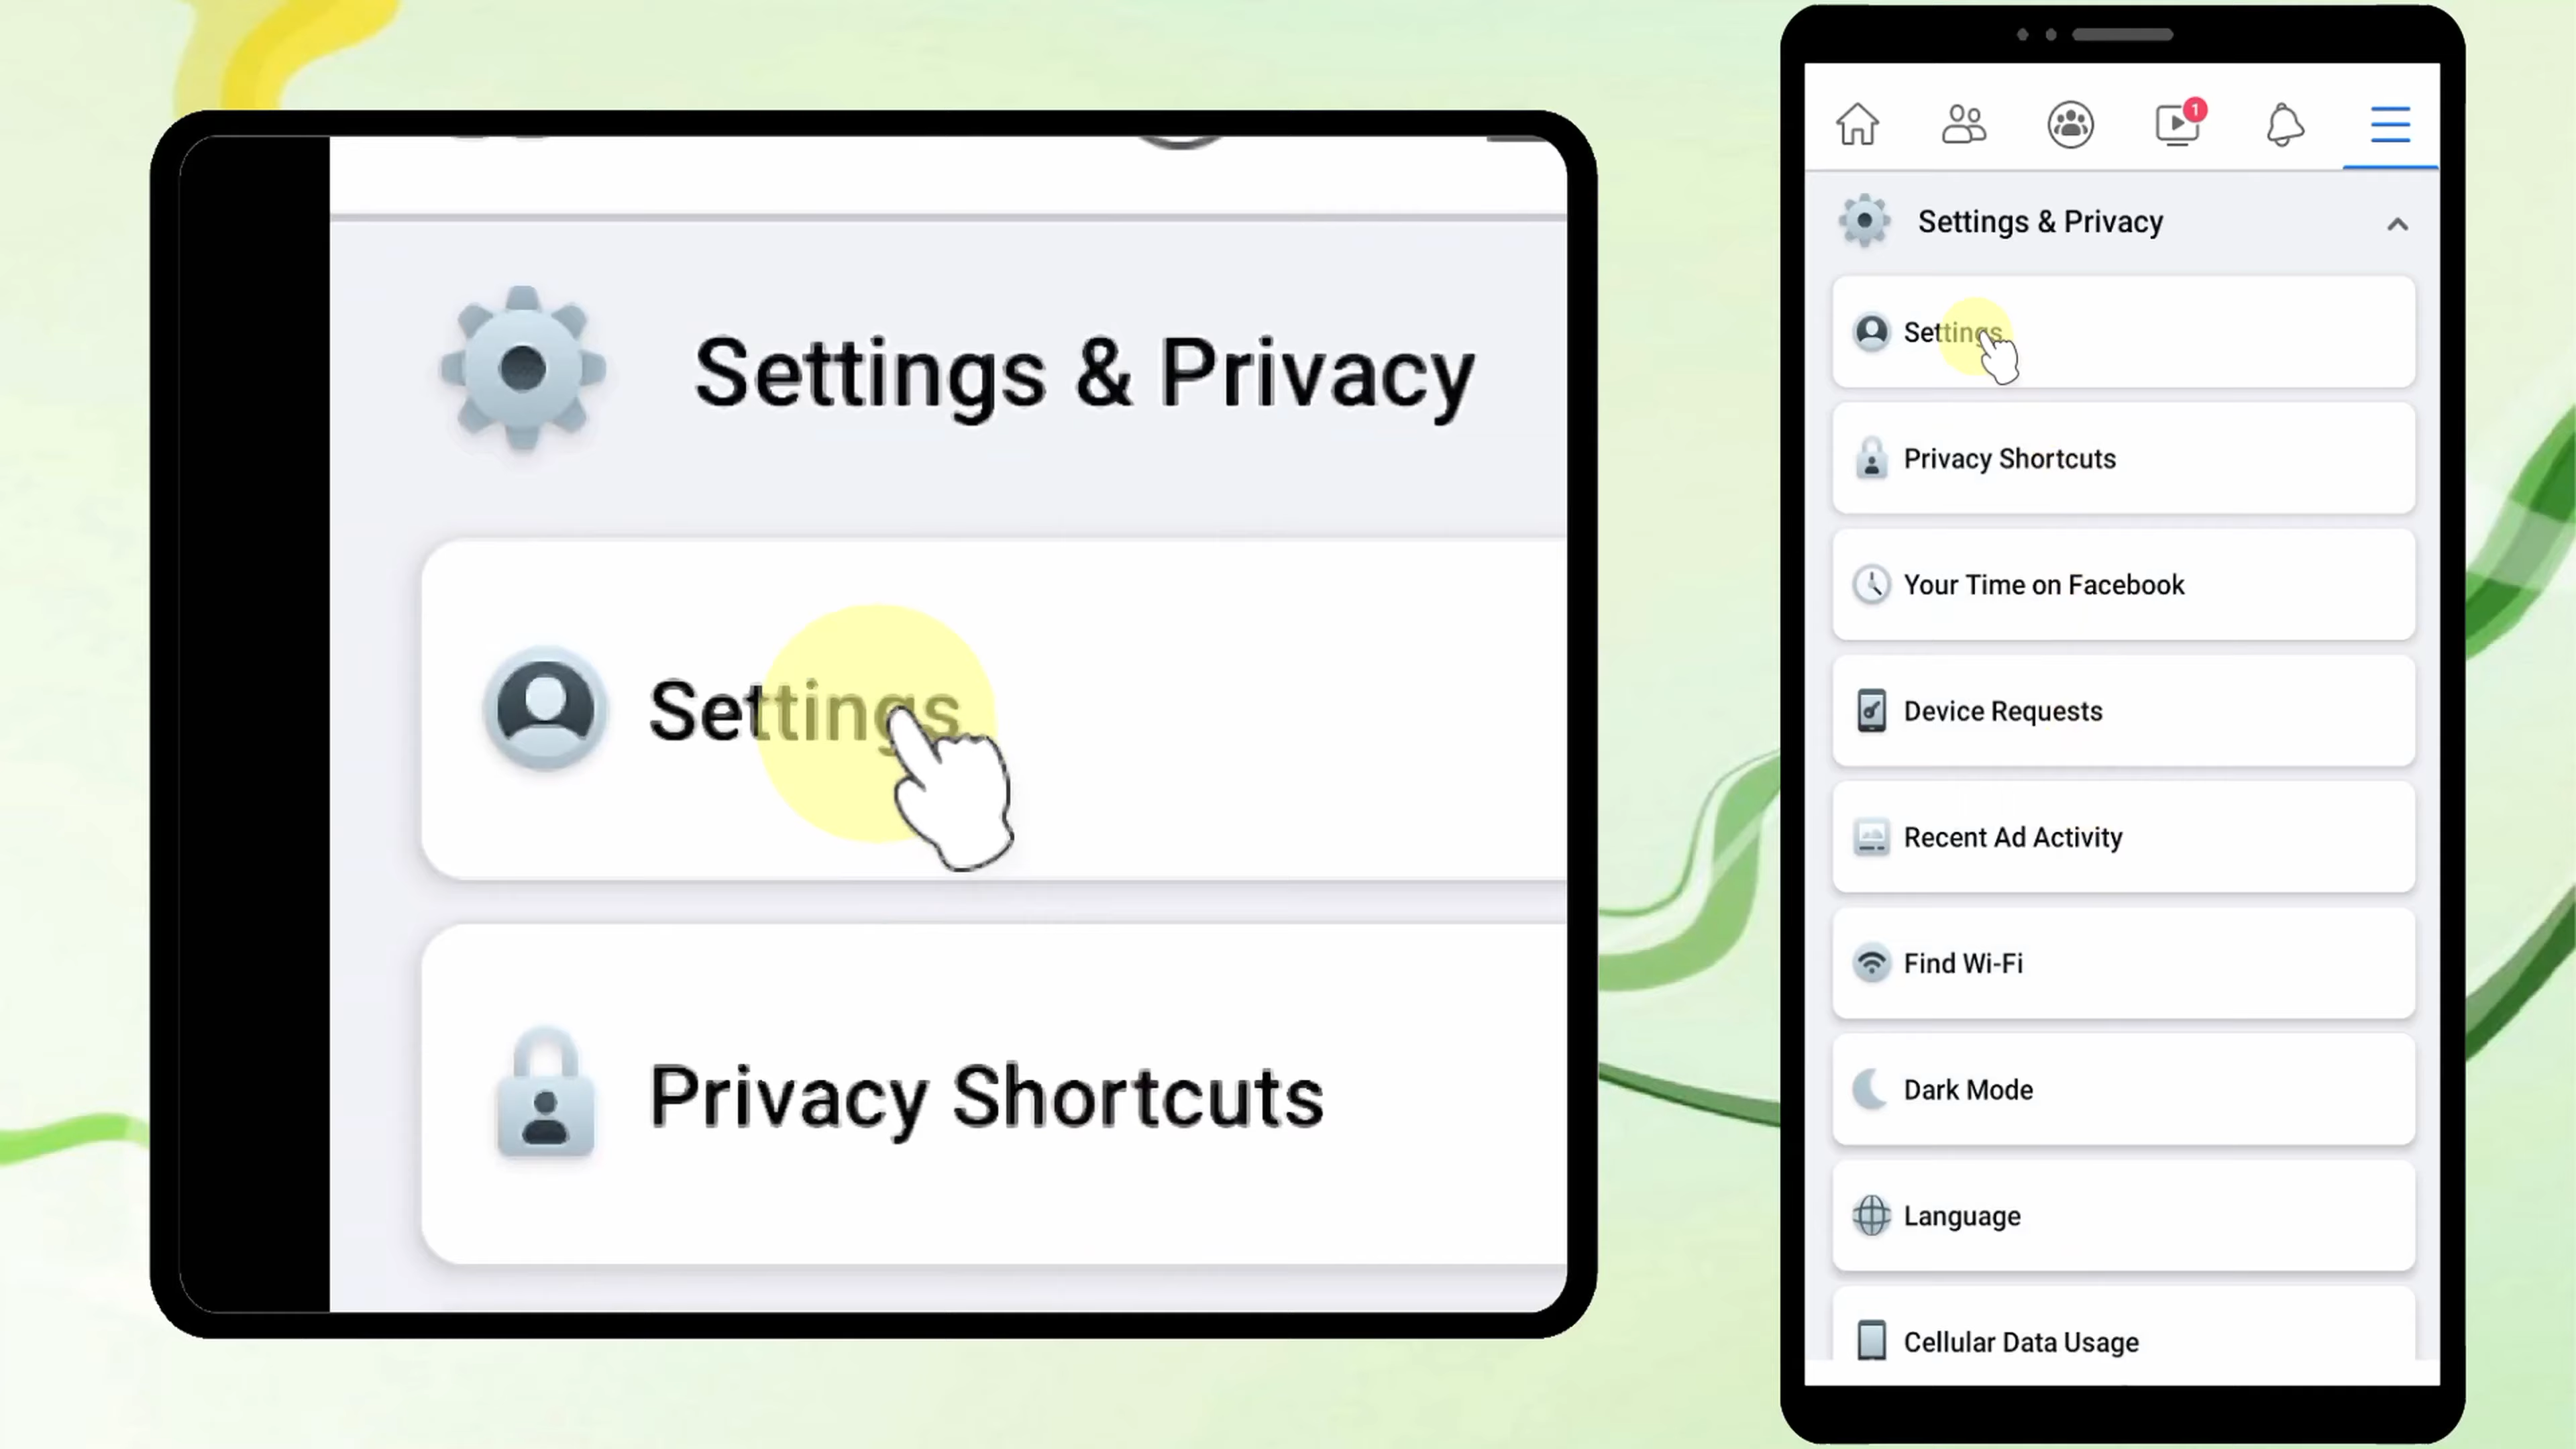 Settings & Privacy
Settings
Privacy Shortcuts
1
Settings & Privacy
Settings
Privacy Shortcuts
Your Time on Facebook
Device Requests
Recent Ad Activity
Find Wi-Fi
Dark Mode
Language
Cellular Data Usage